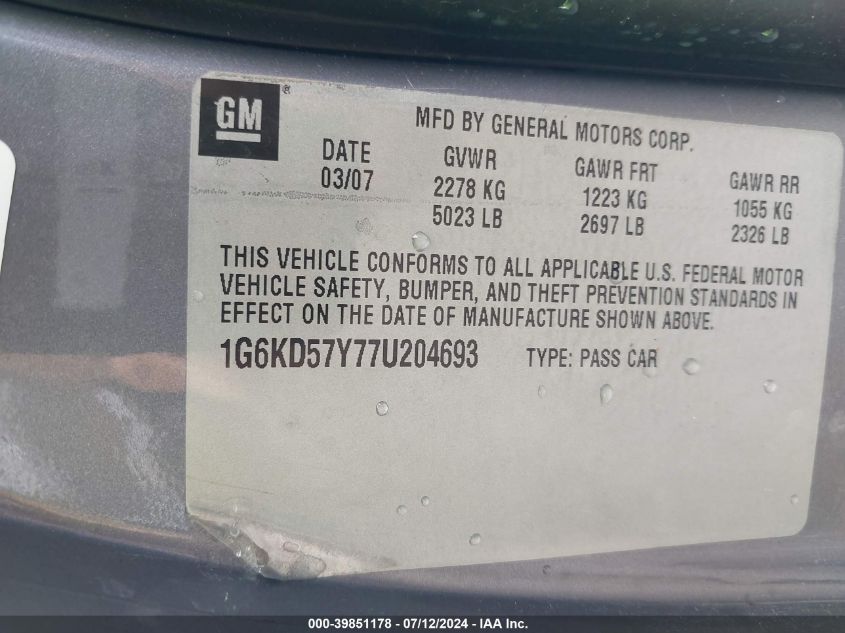 GM ®
MFD BY GENERAL MOTORS CORP.
DATE GVWR GAWR FRT GAWR RR
03/07 2278 KG 1223 KG 1055 KG
5023 LB 2697 LB 2326 LB
THIS VEHICLE CONFORMS TO ALL APPLICABLE U.S. FEDERAL MOTOR
VEHICLE SAFETY, BUMPER, AND THEFT PREVENTION STANDARDS IN
EFFECT ON THE DATE OF MANUFACTURE SHOWN ABOVE.
1G6KD57Y77U204693 TYPE: PASS CAR
000-39851178 - 07/12/2024 - IAA Inc.